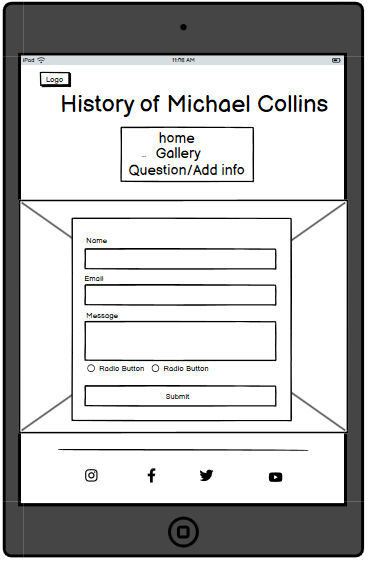 iPad 11:08 AM
Logo
History of Michael Collins
home
Gallery
Question/Add info
Name
Email
Message
Radio Button Radio Button
Submit